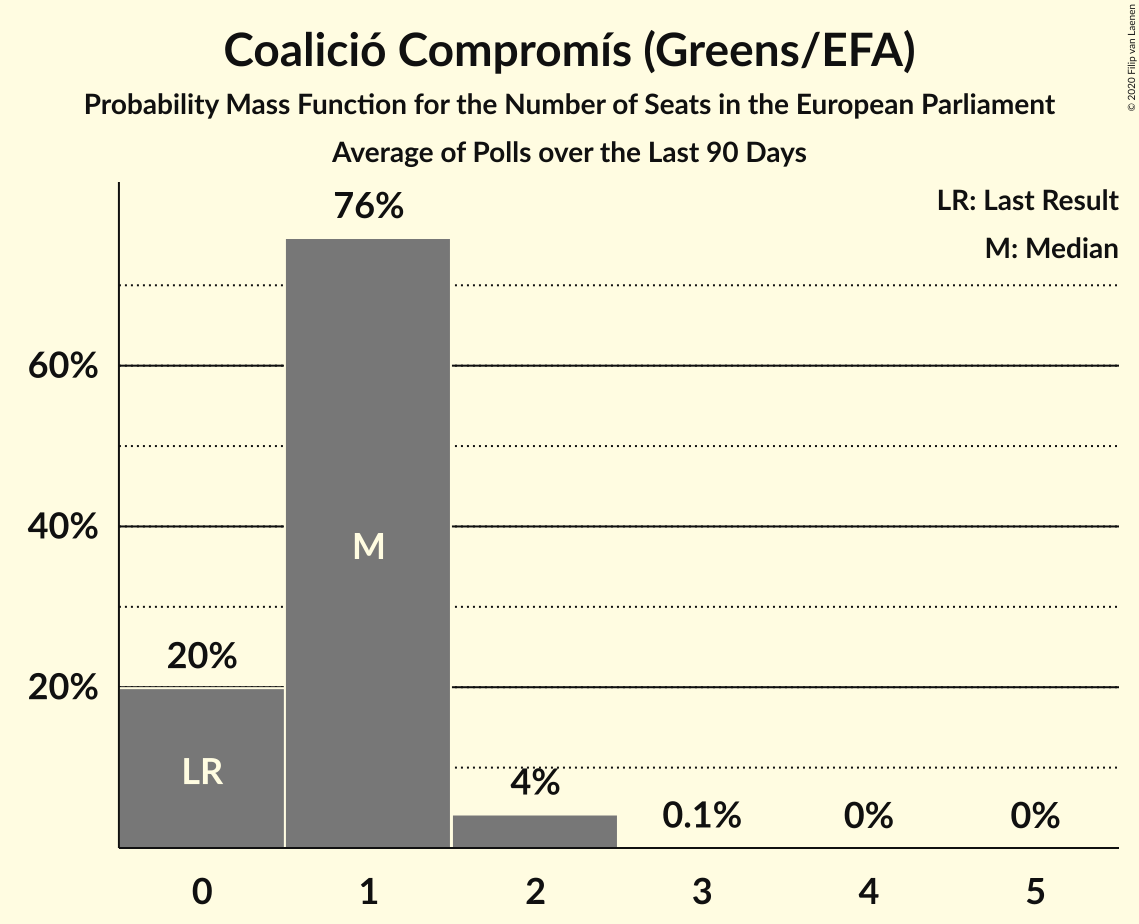 Coalició Compromís (Greens/EFA)
Probability Mass Function for the Number of Seats in the European Parliament
Average of Polls over the Last 90 Days
© 2020 Filip van Laenen
LR: Last Result
M: Median
76%
60%
40%
M
20%
20%
LR
4%
0.1%
0%
0%
0 1 2 3 4 5